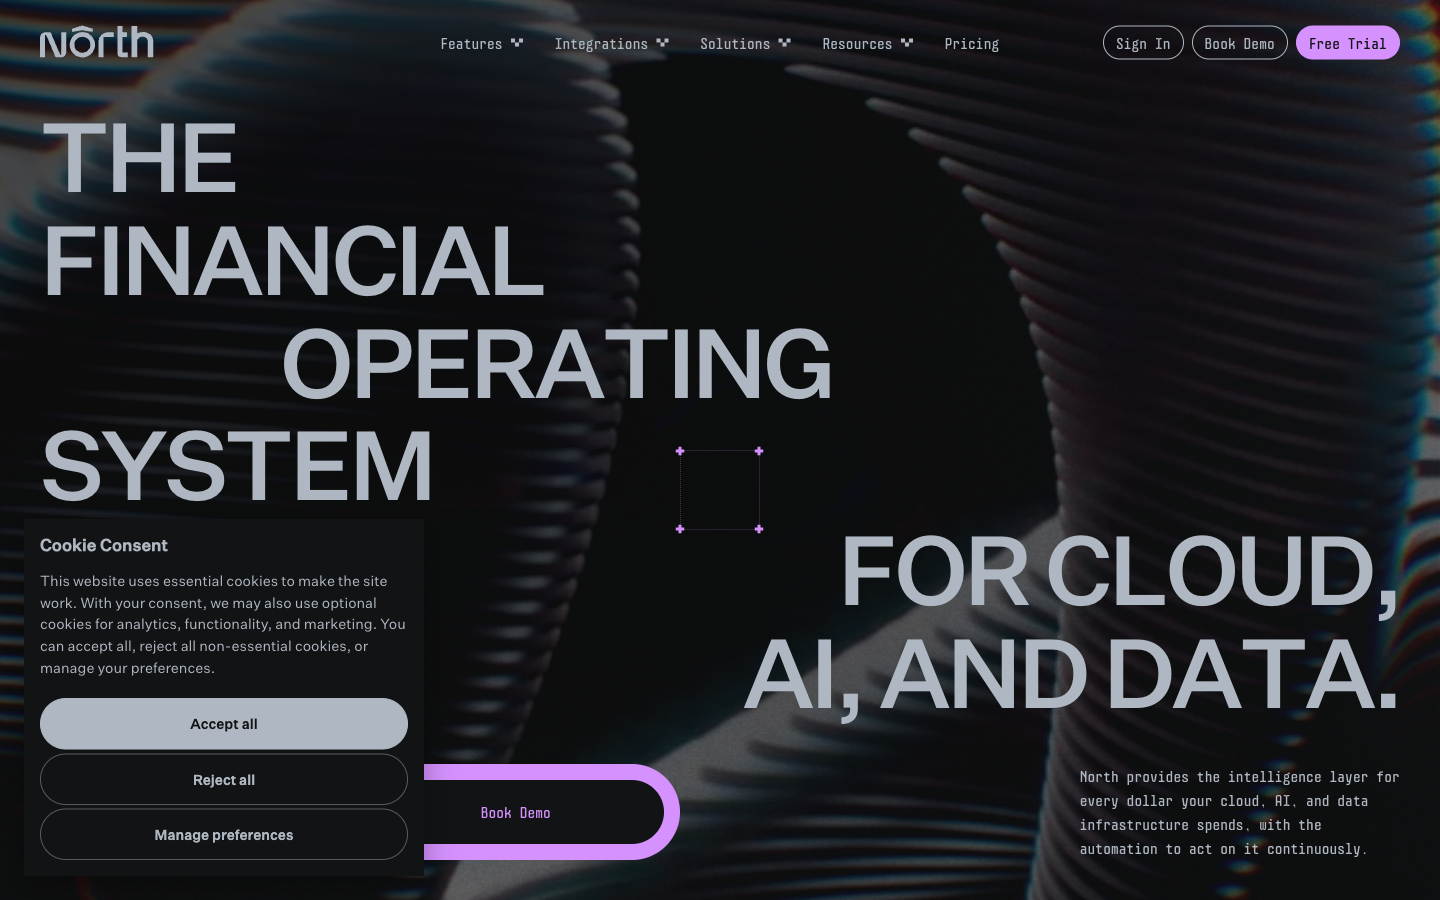 North
Features
Integrations
Solutions
Resources
Pricing
Sign In
Book Demo
Free Trial
THE
FINANCIAL
OPERATING
SYSTEM
FOR CLOUD,
AI, AND DATA.
Cookie Consent
This website uses essential cookies to make the site
work. With your consent, we may also use optional
cookies for analytics, functionality, and marketing. You
can accept all, reject all non-essential cookies, or
manage your preferences.
Accept all
Reject all
Manage preferences
Book Demo
North provides the intelligence layer for
every dollar your cloud, AI, and data
infrastructure spends, with the
automation to act on it continuously.